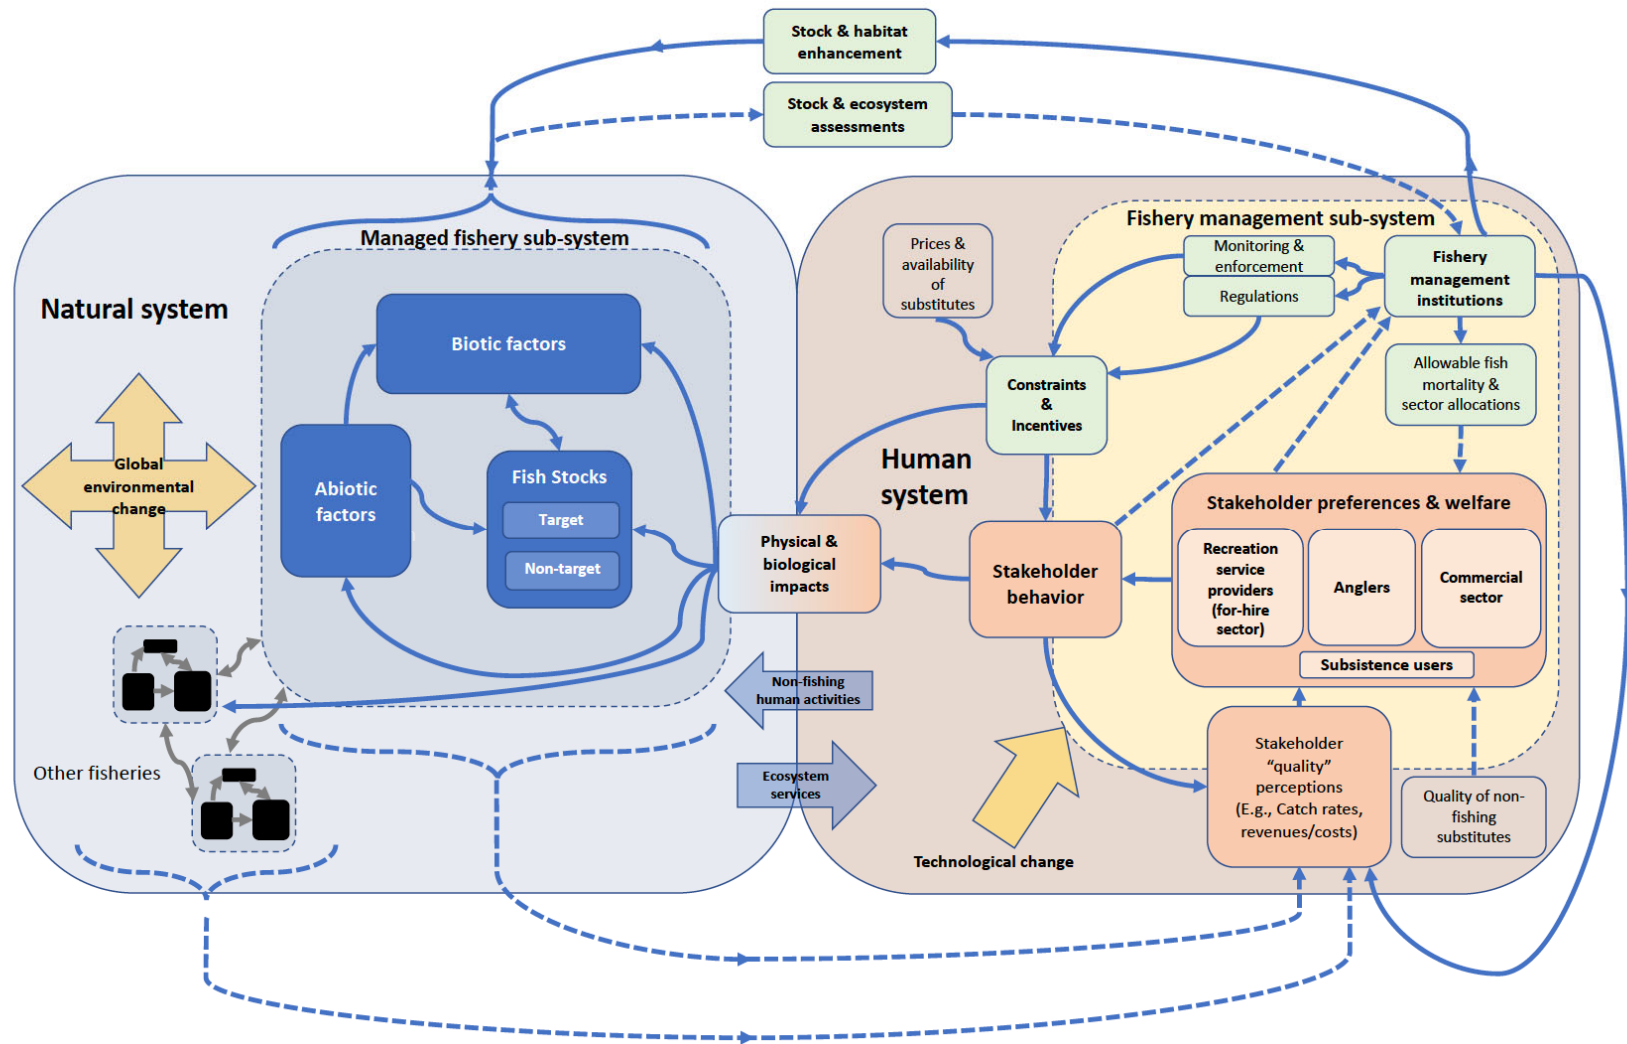 Stock & habitat
enhancement
Stock & ecosystem
assessments
Natural system
Managed fishery sub-system
Biotic factors
Abiotic
factors
Fish Stocks
Target
Non-target
Global
environmental
change
Other fisheries
Physical &
biological
impacts
Non-fishing
human activities
Ecosystem
services
Human
system
Prices &
availability
of
substitutes
Constraints
&
Incentives
Stakeholder
behavior
Technological change
Fishery management sub-system
Monitoring &
enforcement
Regulations
Fishery
management
institutions
Allowable fish
mortality &
sector allocations
Stakeholder preferences & welfare
Recreation
service
providers
(for-hire
sector)
Anglers
Commercial
sector
Subsistence users
Stakeholder
“quality”
perceptions
(E.g., Catch rates,
revenues/costs)
Quality of non-
fishing
substitutes